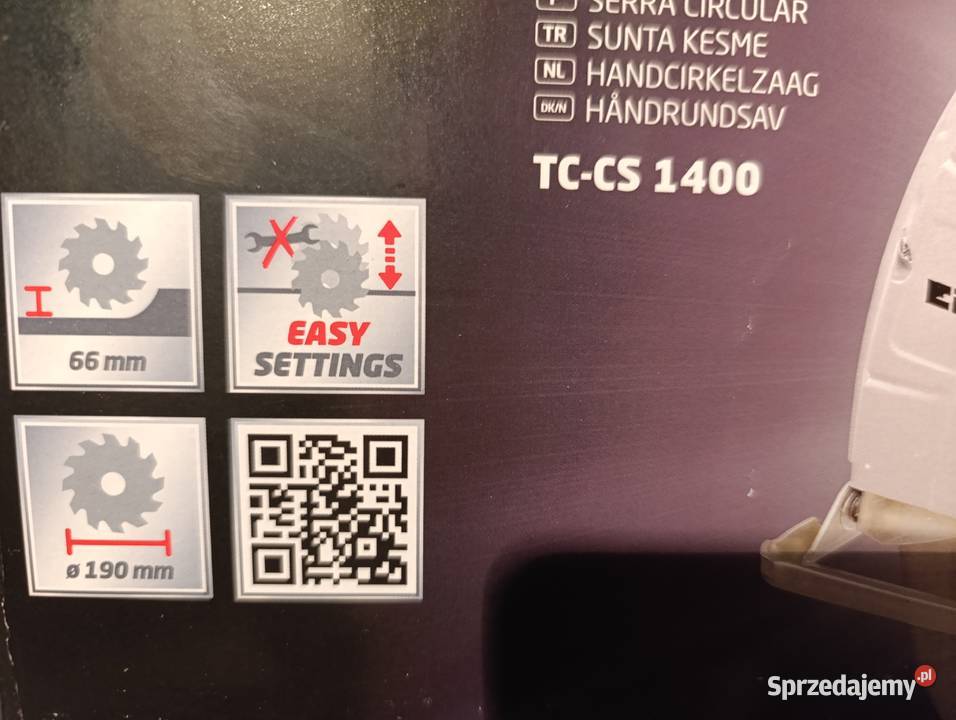 SERRA CIRCULAR
TR SUNTA KESME
NL HANDCIRKELZAAG
DK/N HÅNDRUNDSAV
TC-CS 1400
66 mm
EASY
SETTINGS
ø 190 mm
Sprzedajemy.pl